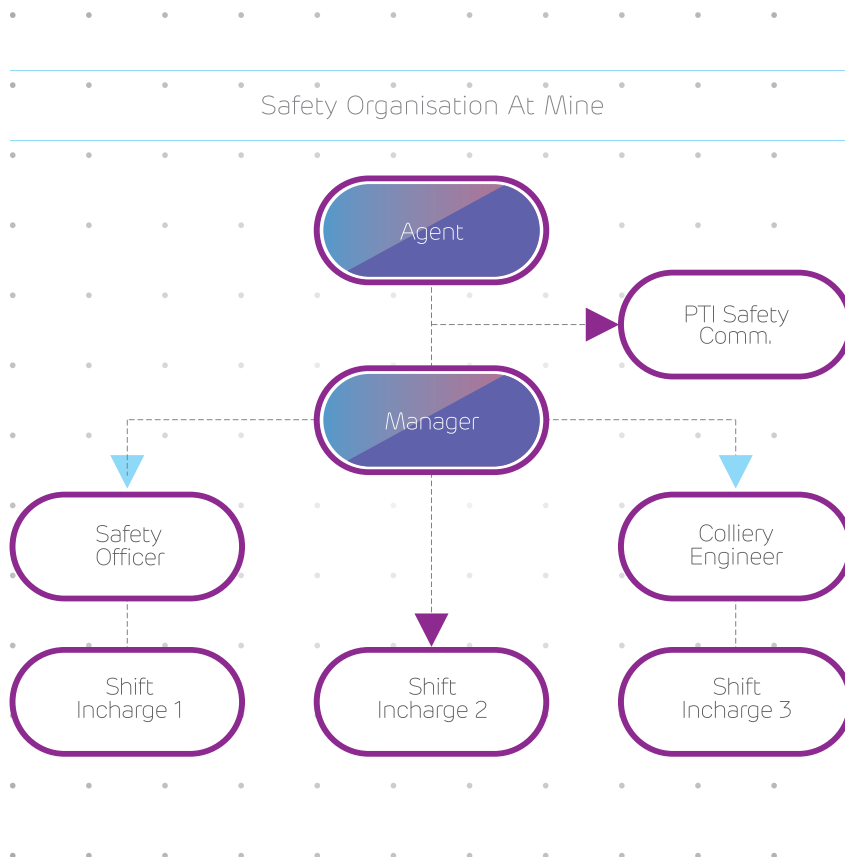 Safety Organisation At Mine
Agent
PTI Safety
Comm.
Manager
Safety
Officer
Colliery
Engineer
Shift
Incharge 1
Shift
Incharge 2
Shift
Incharge 3